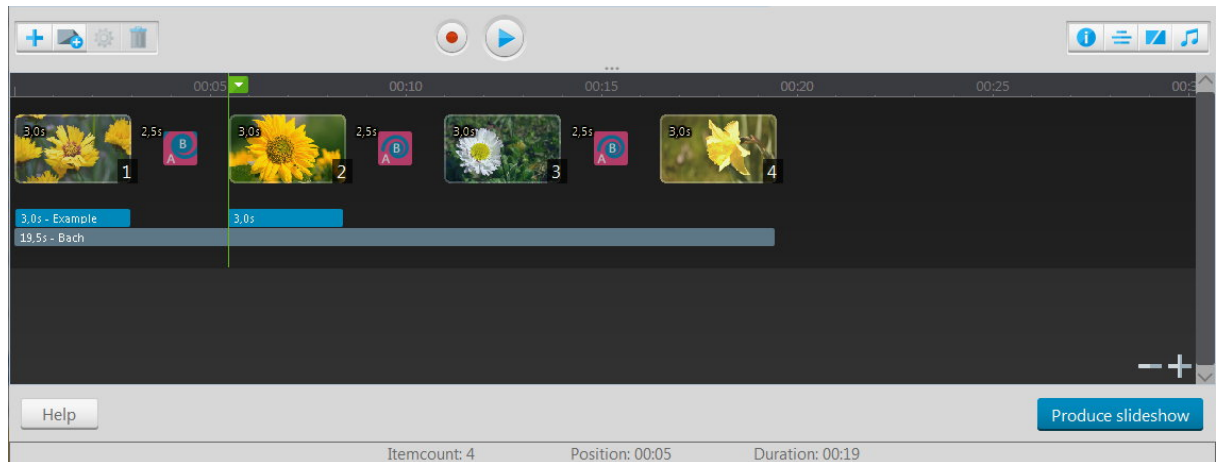 00:05 00:10 00:15 00:20 00:25
3,0s 1 2,5s B A 3,0s 2 2,5s B A 3,0s 3 2,5s B A 3,0s 4
3,0s - Example 3,0s
19,5s - Bach
Help Produce slideshow
Itemcount: 4 Position: 00:05 Duration: 00:19